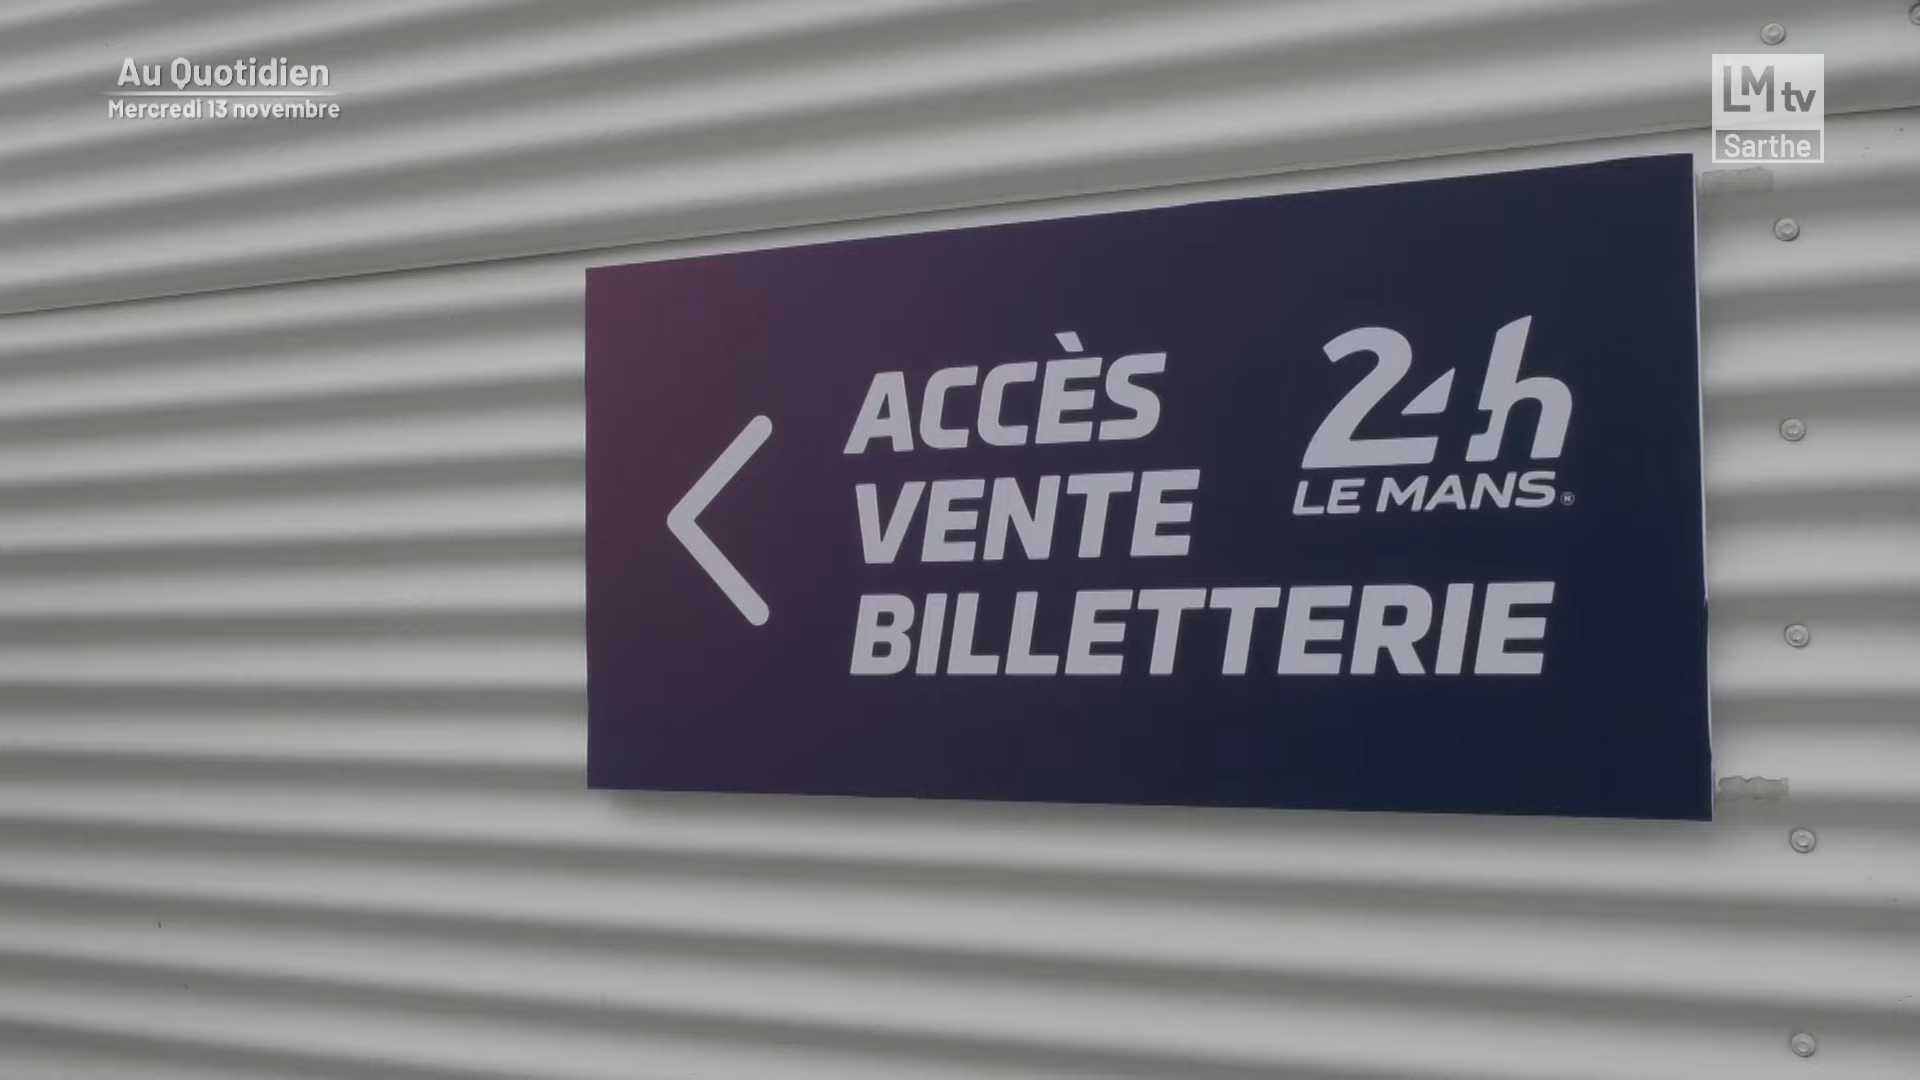 Au Quotidien
Mercredi 13 novembre
LM tv
Sarthe
ACCÈS
VENTE
BILLETTERIE
24h
LE MANS®